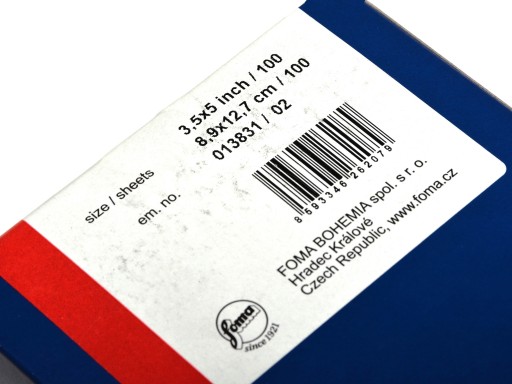 size / sheets 3,5x5 inch / 100
8,9x12,7 cm / 100
em. no. 013831 / 02
8 593346 262079
FOMA BOHEMIA spol. s r. o.
Hradec Králové
Czech Republic, www.foma.cz
foma
since 1921